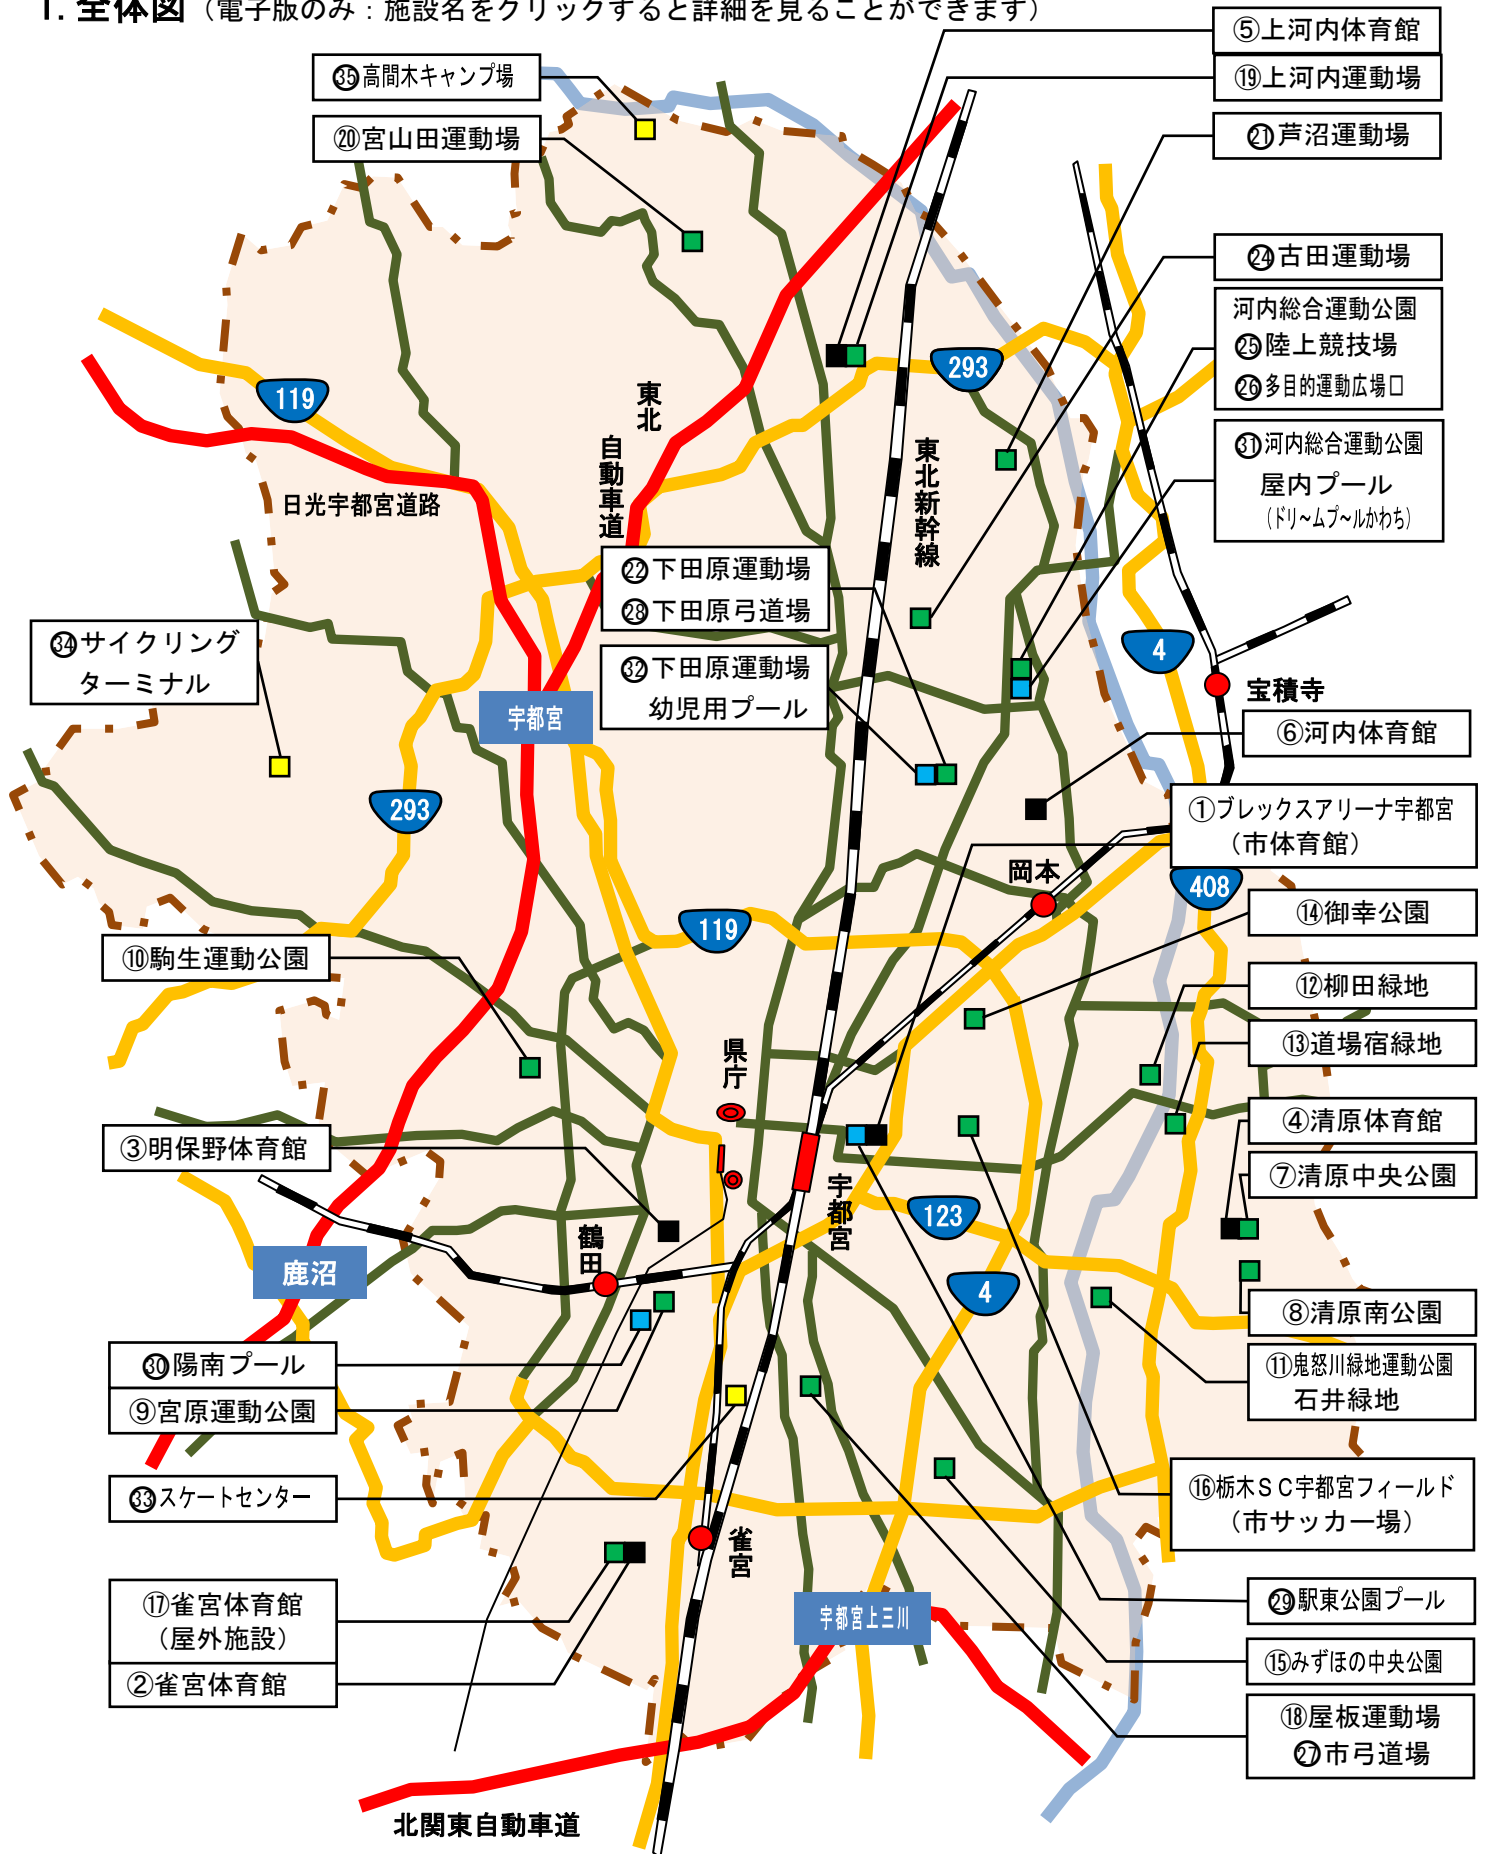 1. 全体図（電子版のみ：施設名をクリックすると詳細を見ることができます）
⑤上河内体育館
⑲上河内運動場
㉟高間木キャンプ場
⑳宮山田運動場
㉑芦沼運動場
㉔古田運動場
河内総合運動公園
㉕陸上競技場
㉖多目的運動広場□
293
119
東北
自動車道
東北新幹線
㉛河内総合運動公園
屋内プール
（ドリ～ムプ～ルかわち）
日光宇都宮道路
㉒下田原運動場
㉘下田原弓道場
㉞サイクリング
ターミナル
㉜下田原運動場
幼児用プール
4
宝積寺
宇都宮
⑥河内体育館
293
①ブレックスアリーナ宇都宮
（市体育館）
岡本
408
119
⑭御幸公園
⑩駒生運動公園
⑫柳田緑地
⑬道場宿緑地
県庁
④清原体育館
③明保野体育館
⑦清原中央公園
宇都宮
123
鶴田
鹿沼
4
⑧清原南公園
㉚陽南プール
⑨宮原運動公園
⑪鬼怒川緑地運動公園
石井緑地
㉝スケートセンター
⑯栃木ＳＣ宇都宮フィールド
（市サッカー場）
雀宮
⑰雀宮体育館
（屋外施設）
②雀宮体育館
宇都宮上三川
㉙駅東公園プール
⑮みずほの中央公園
⑱屋板運動場
㉗市弓道場
北関東自動車道